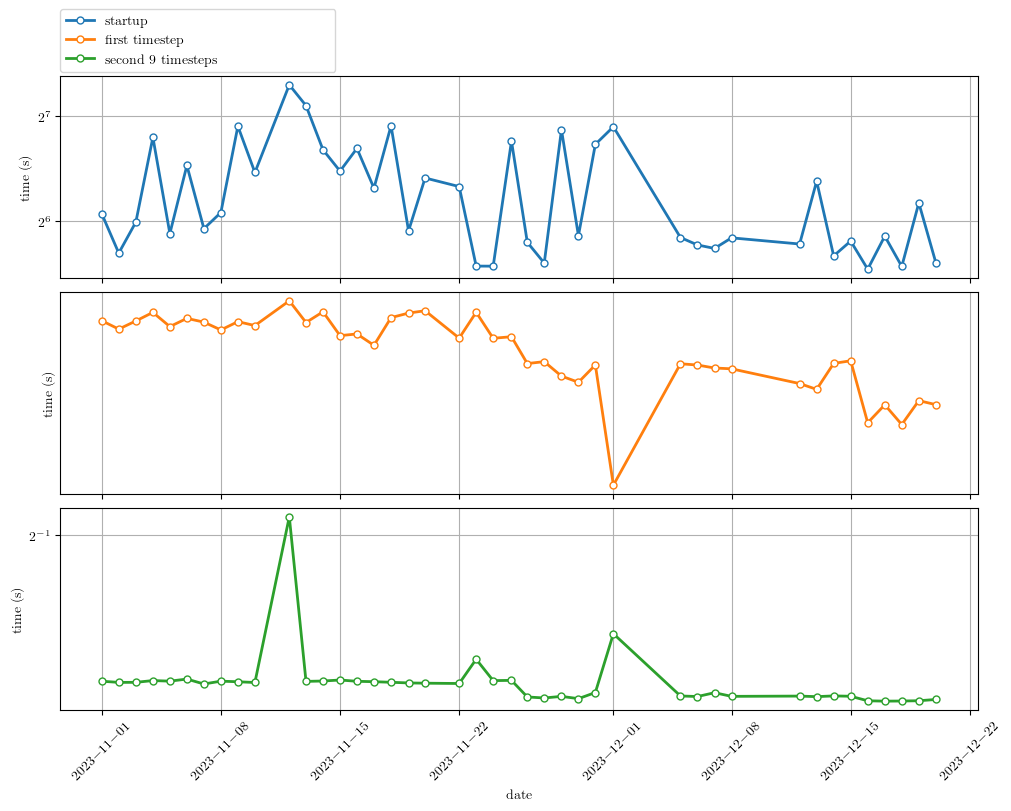 startup
first timestep
second 9 timesteps
2^7
2^6
time (s)
time (s)
2^−1
time (s)
2023−11−01
2023−11−08
2023−11−15
2023−11−22
2023−12−01
2023−12−08
2023−12−15
2023−12−22
date